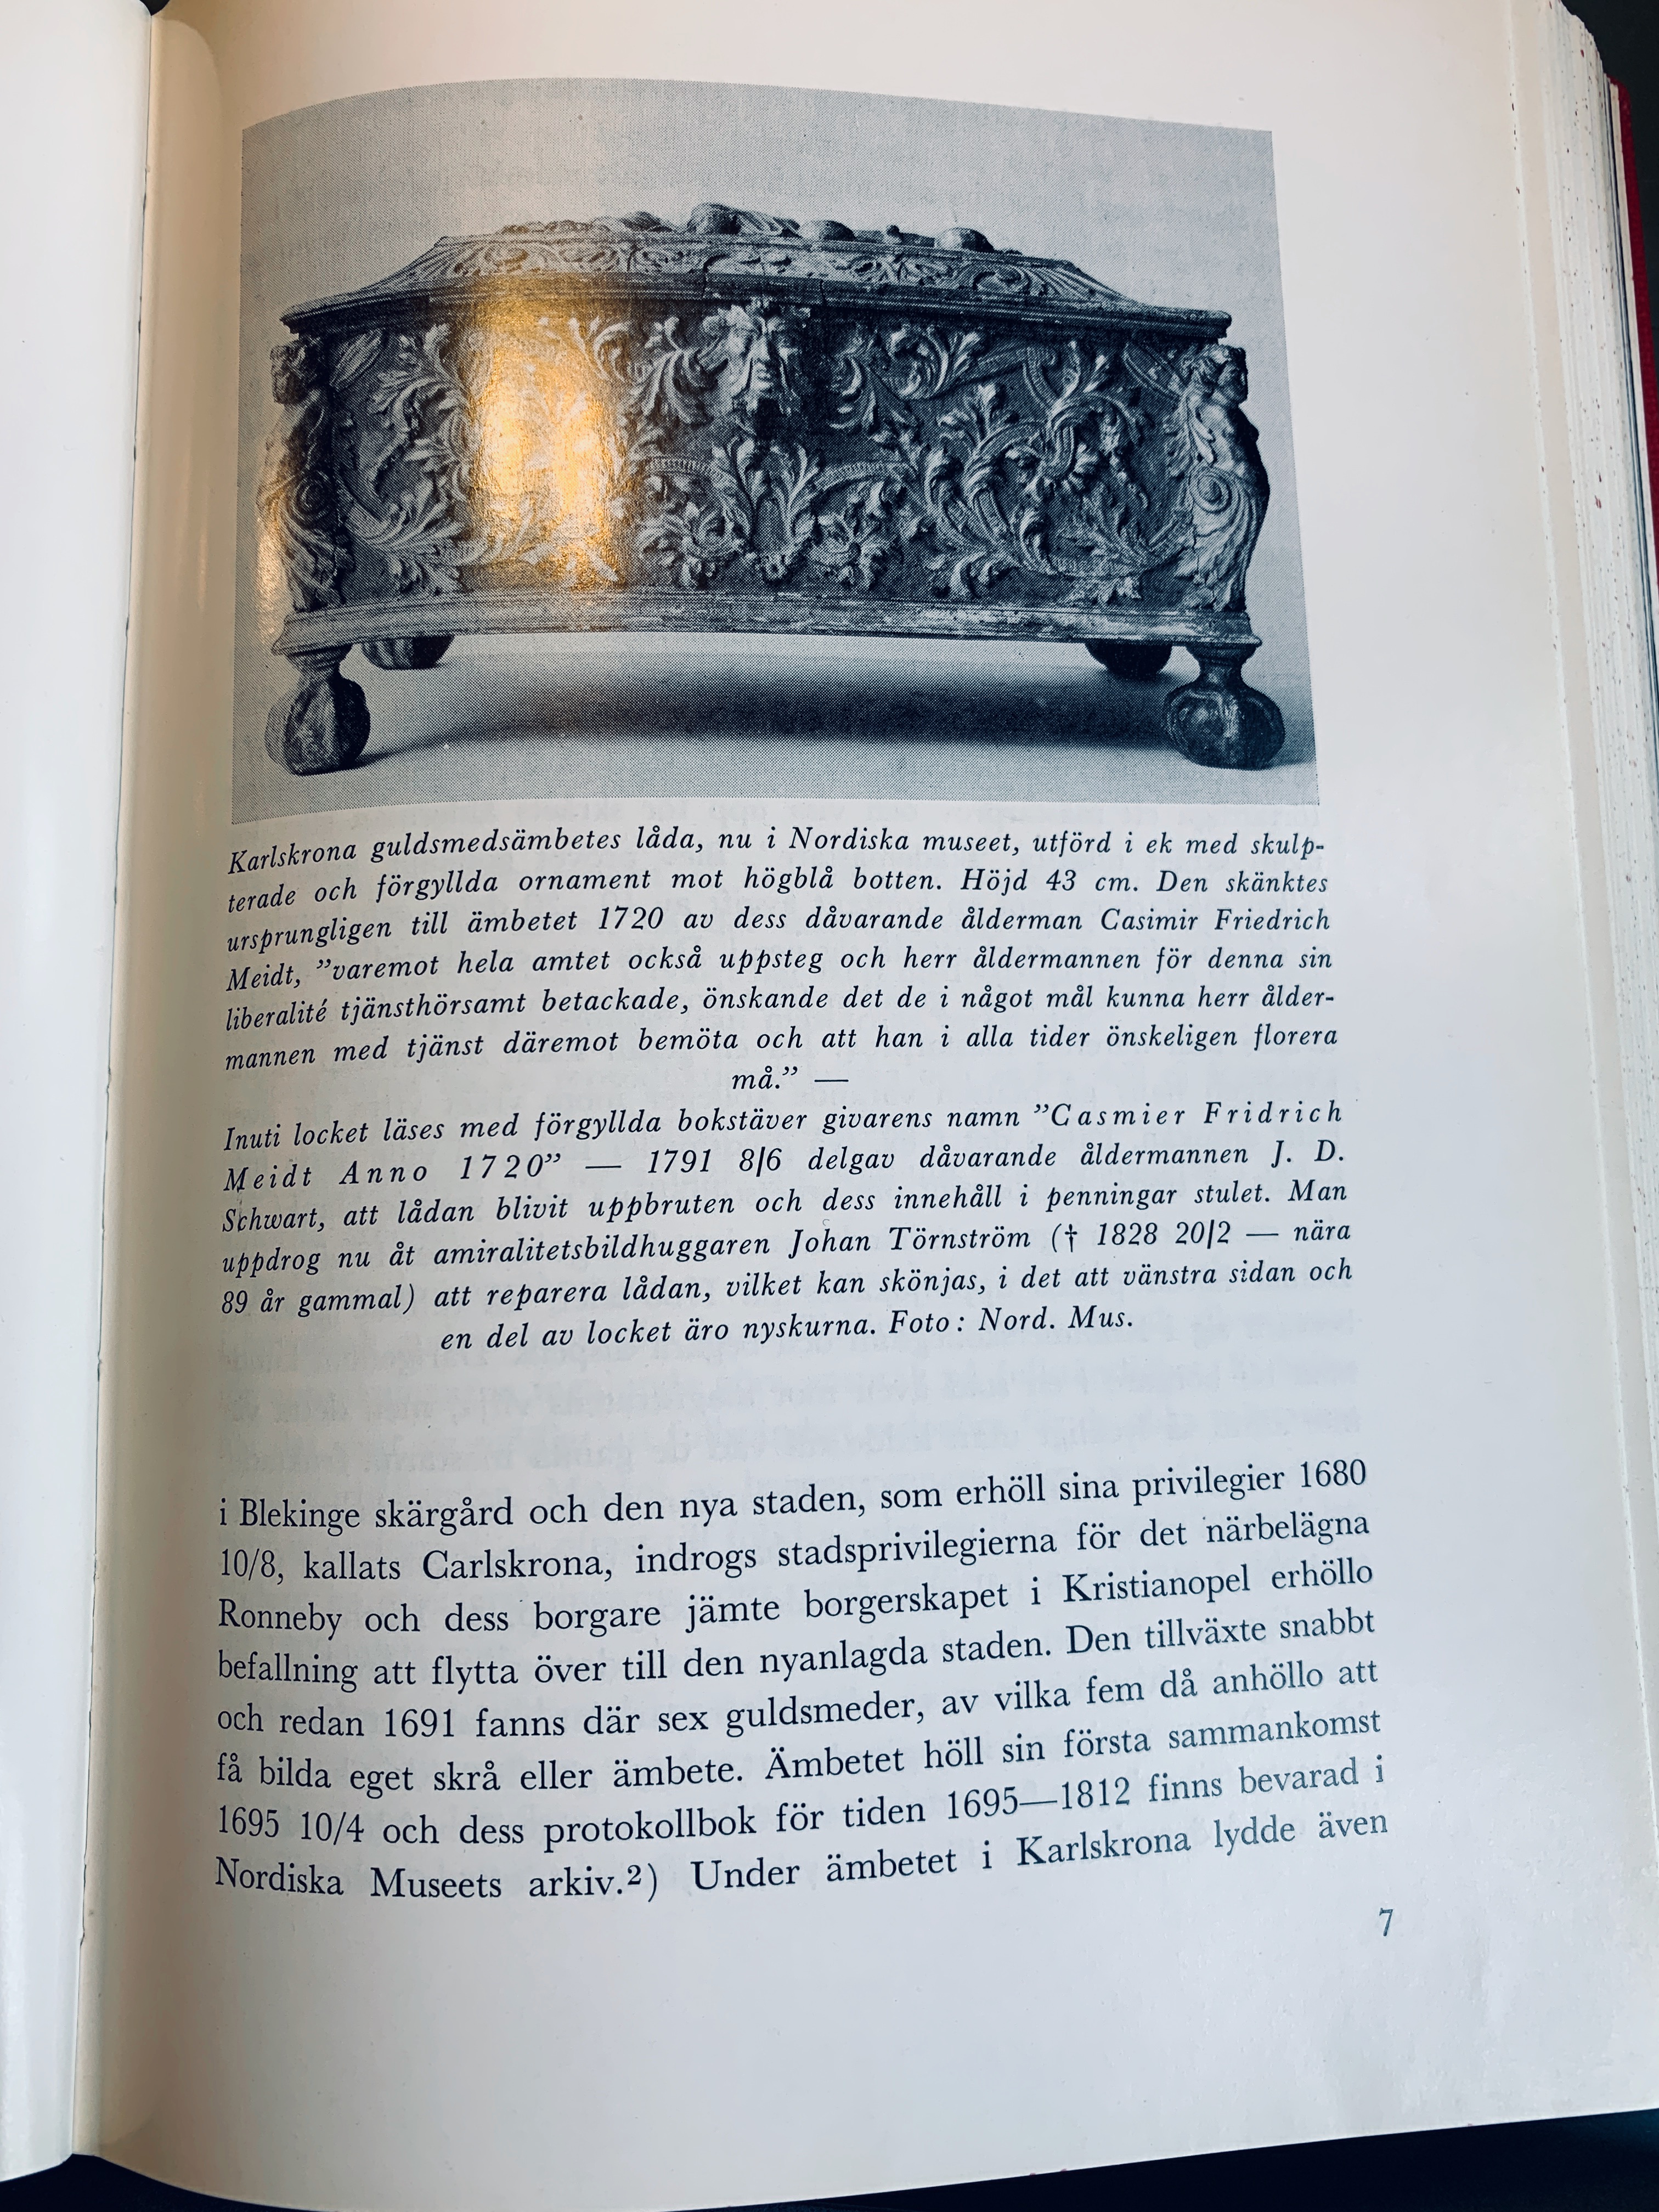 Karlskrona guldsmedsämbetes låda, nu i Nordiska museet, utförd i ek med skulp-
terade och förgyllda ornament mot högblå botten. Höjd 43 cm. Den skänktes
ursprungligen till ämbetet 1720 av dess dåvarande ålderman Casimir Friedrich
Meidt, ”varemot hela amtet också uppsteg och herr åldermannen för denna sin
liberalité tjänsthörsamt betackade, önskande det de i något mål kunna herr ålder-
mannen med tjänst däremot bemöta och att han i alla tider önskeligen florera
må.” —
Inuti locket läses med förgyllda bokstäver givarens namn ”Casmier Fridrich
Meidt Anno 1720” — 1791 8/6 delgav dåvarande åldermannen J. D.
Schwart, att lådan blivit uppbruten och dess innehåll i penningar stulet. Man
uppdrog nu åt amiralitetsbildhuggaren Johan Törnström († 1828 20/2 — nära
89 år gammal) att reparera lådan, vilket kan skönjas, i det att vänstra sidan och
en del av locket äro nyskurna. Foto: Nord. Mus.
i Blekinge skärgård och den nya staden, som erhöll sina privilegier 1680
10/8, kallats Carlskrona, indrogs stadsprivilegierna för det närbelägna
Ronneby och dess borgare jämte borgerskapet i Kristianopel erhöllo
befallning att flytta över till den nyanlagda staden. Den tillväxte snabbt
och redan 1691 fanns där sex guldsmeder, av vilka fem då anhöllo att
få bilda eget skrå eller ämbete. Ämbetet höll sin första sammankomst
1695 10/4 och dess protokollbok för tiden 1695—1812 finns bevarad i
Nordiska Museets arkiv.²) Under ämbetet i Karlskrona lydde även
7